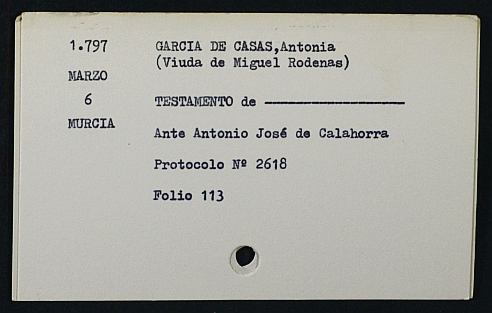 1.797 GARCIA DE CASAS,Antonia
(Viuda de Miguel Rodenas)
MARZO
6 TESTAMENTO de ————————
MURCIA
Ante Antonio José de Calahorra
Protocolo Nº 2618
Folio 113